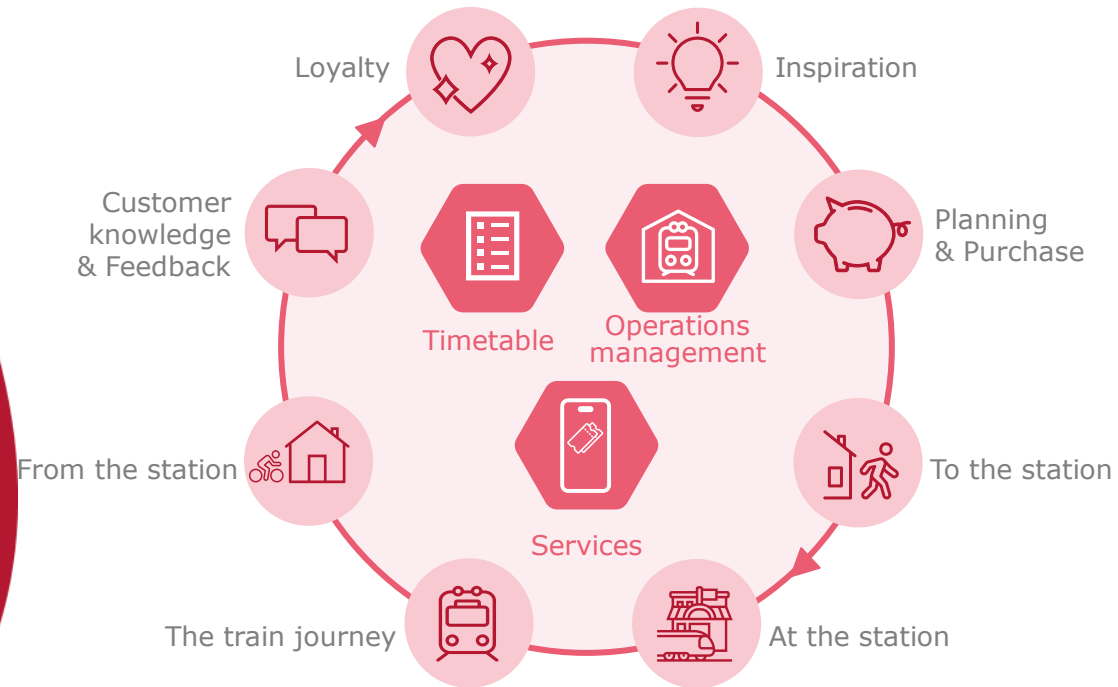 Loyalty
Inspiration
Customer
knowledge
& Feedback
Planning
& Purchase
Timetable
Operations
management
From the station
To the station
Services
The train journey
At the station